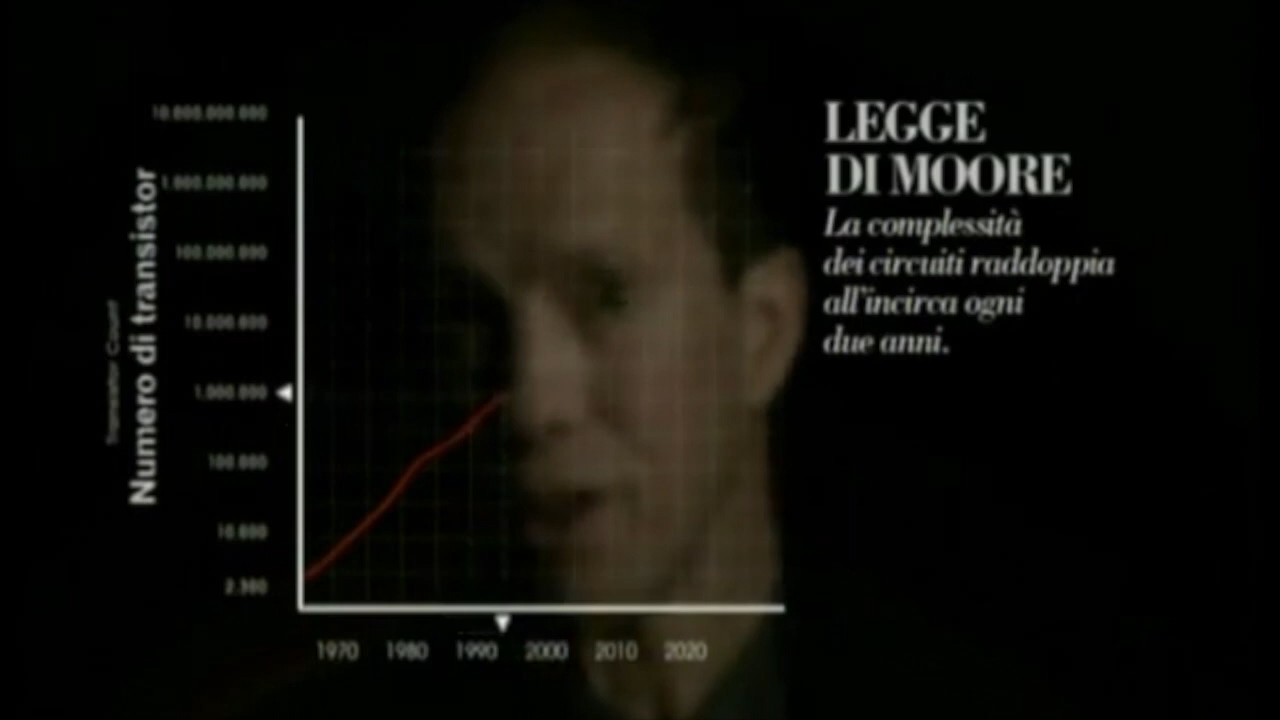 LEGGE
DI MOORE
La complessità
dei circuiti raddoppia
all'incirca ogni
due anni.
Transistor Count
Numero di transistor
10.000.000.000
1.000.000.000
100.000.000
10.000.000
1.000.000
100.000
10.000
1970 1980 1990 2000 2010 2020